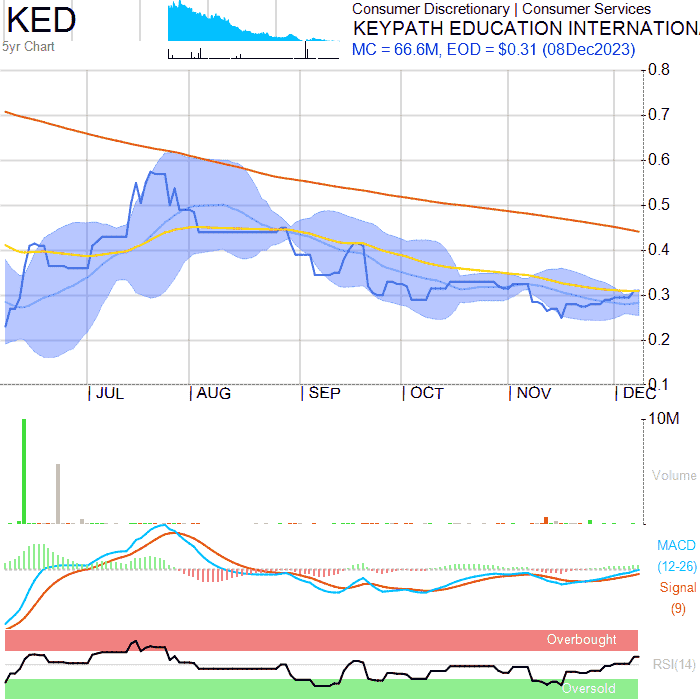 KED
5yr Chart
Consumer Discretionary | Consumer Services
KEYPATH EDUCATION INTERNATION
MC = 66.6M, EOD = $0.31 (08Dec2023)
0.8
0.7
0.6
0.5
0.4
0.3
0.2
0.1
JUL AUG SEP OCT NOV DEC
10M
Volume
MACD
(12-26)
Signal
(9)
Overbought
RSI(14)
Oversold